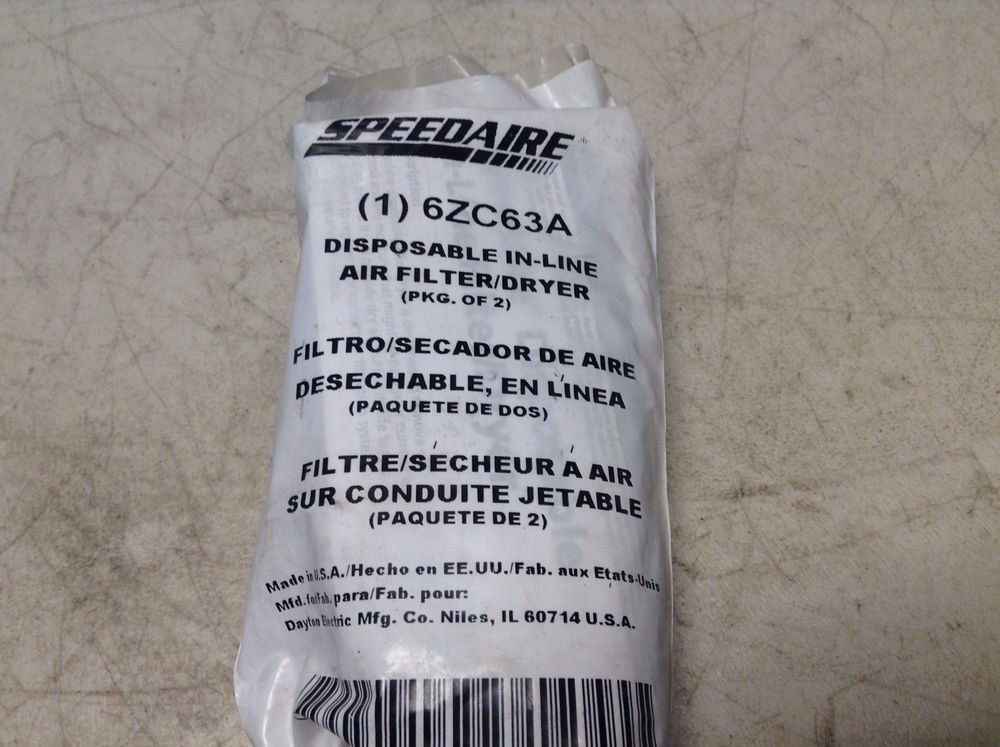 SPEEDAIRE®
(1) 6ZC63A
DISPOSABLE IN-LINE
AIR FILTER/DRYER
(PKG. OF 2)
FILTRO/SECADOR DE AIRE
DESECHABLE, EN LÍNEA
(PAQUETE DE DOS)
FILTRE/SÉCHEUR Á AIR
SUR CONDUITE JETABLE
(PAQUETE DE 2)
Made in U.S.A./Hecho en EE.UU./Fab. aux Etats-Unis
Mfd. for/Fab. para/Fab. pour:
Dayton Electric Mfg. Co. Niles, IL 60714 U.S.A.